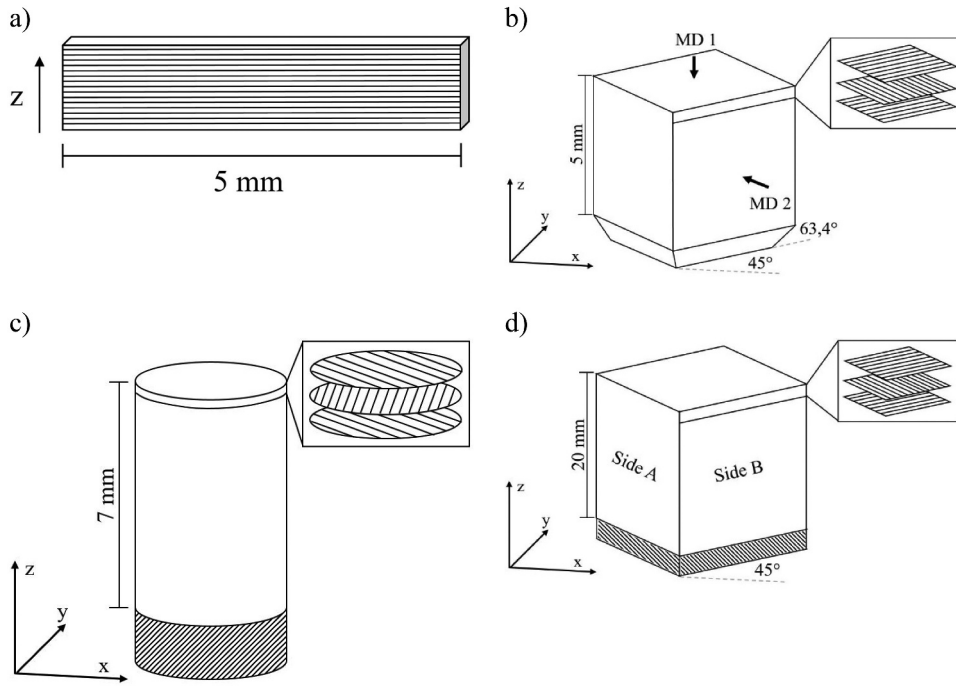 a)
z
5 mm
b)
MD 1
5 mm
MD 2
z
y
x
63,4°
45°
c)
7 mm
z
y
x
d)
20 mm
Side A
Side B
z
y
x
45°